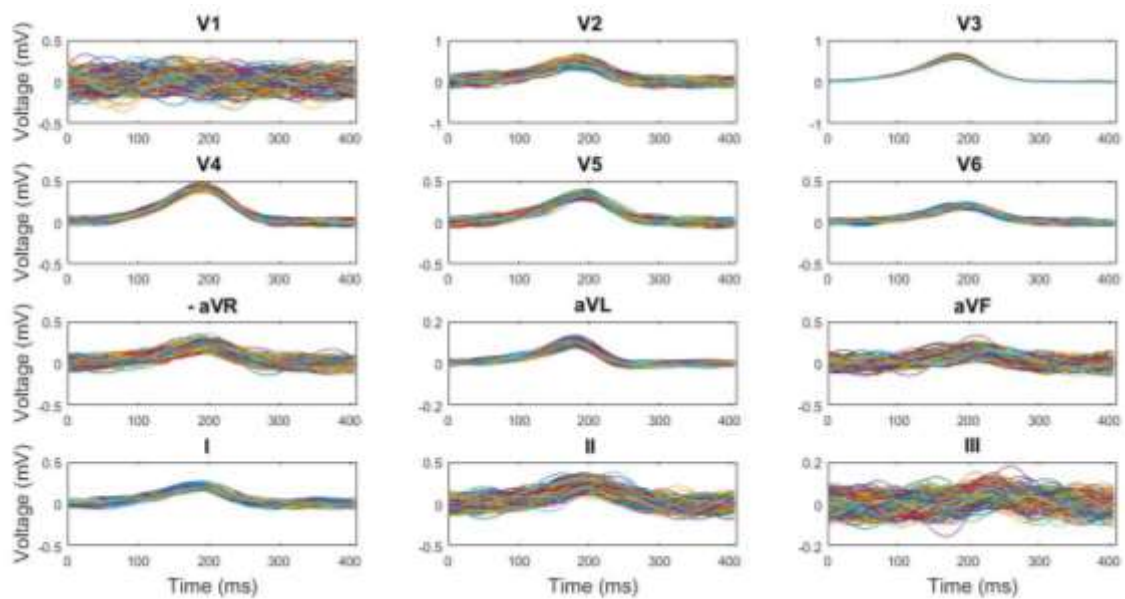 V1 V2 V3
Voltage (mV) 0.5 0 -0.5 1 0 -1 1 0 -1
0 100 200 300 400 0 100 200 300 400 0 100 200 300 400
V4 V5 V6
Voltage (mV) 0.5 0 -0.5 0.5 0 -0.5 0.5 0 -0.5
0 100 200 300 400 0 100 200 300 400 0 100 200 300 400
- aVR aVL aVF
Voltage (mV) 0.5 0 -0.5 0.2 0 -0.2 0.5 0 -0.5
0 100 200 300 400 0 100 200 300 400 0 100 200 300 400
I II III
Voltage (mV) 0.5 0 -0.5 0.5 0 -0.5 0.2 0 -0.2
0 100 200 300 400 0 100 200 300 400 0 100 200 300 400
Time (ms) Time (ms) Time (ms)